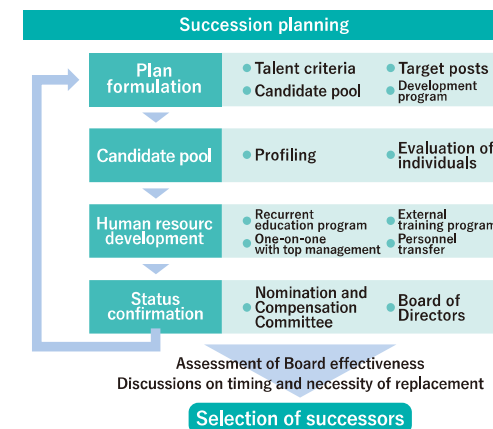 Succession planning
Plan
formulation
Talent criteria
Target posts
Candidate pool
Development
program
Candidate pool
Profiling
Evaluation of
individuals
Human resourc
development
Recurrent
education program
External
training program
One-on-one
with top management
Personnel
transfer
Status
confirmation
Nomination and
Compensation
Committee
Board of
Directors
Assessment of Board effectiveness
Discussions on timing and necessity of replacement
Selection of successors